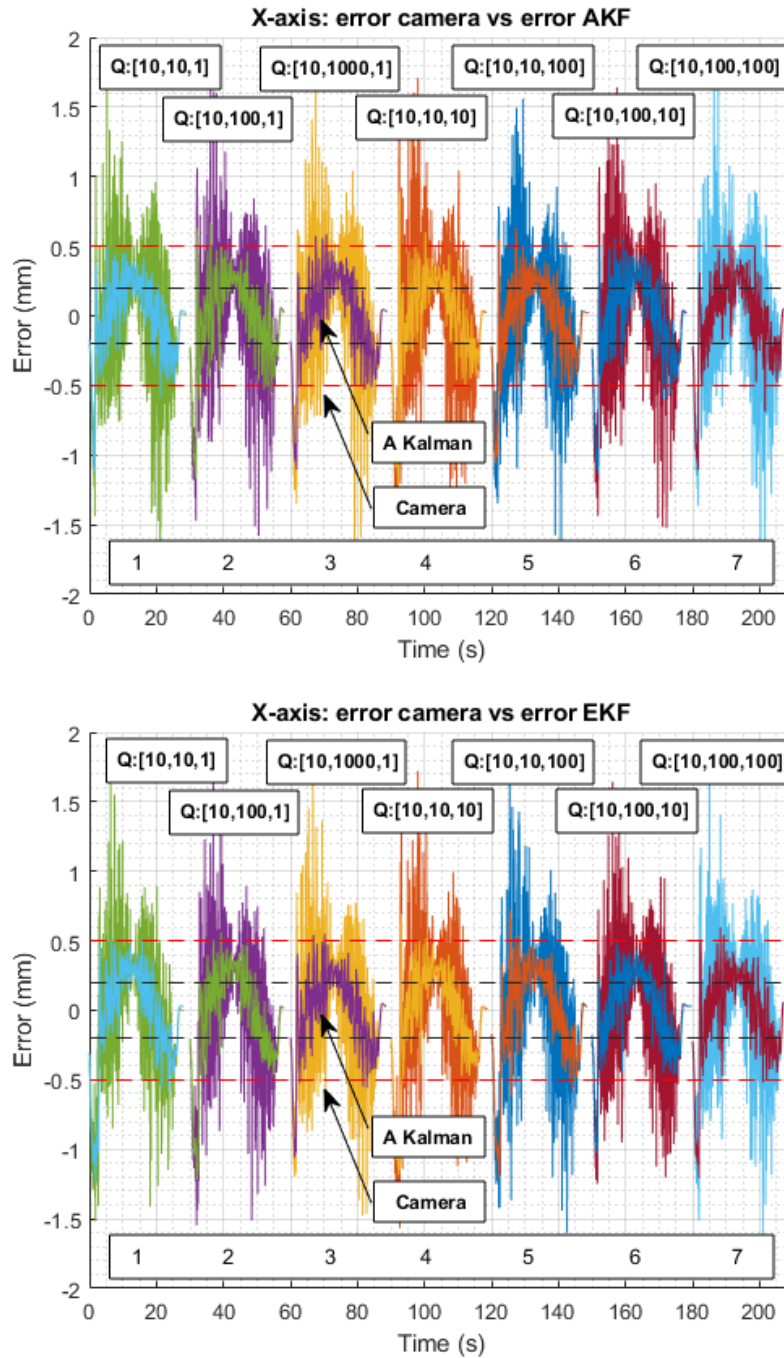 X-axis: error camera vs error AKF
2
1.5
1
0.5
0
-0.5
-1
-1.5
-2
Error (mm)
Q:[10,10,1]
Q:[10,1000,1]
Q:[10,10,100]
Q:[10,100,100]
Q:[10,100,1]
Q:[10,10,10]
Q:[10,100,10]
A Kalman
Camera
1 2 3 4 5 6 7
0 20 40 60 80 100 120 140 160 180 200
Time (s)
X-axis: error camera vs error EKF
2
1.5
1
0.5
0
-0.5
-1
-1.5
-2
Error (mm)
Q:[10,10,1]
Q:[10,1000,1]
Q:[10,10,100]
Q:[10,100,100]
Q:[10,100,1]
Q:[10,10,10]
Q:[10,100,10]
A Kalman
Camera
1 2 3 4 5 6 7
0 20 40 60 80 100 120 140 160 180 200
Time (s)